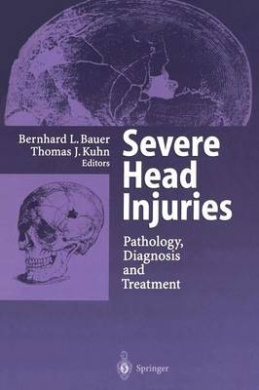 Bernhard L. Bauer
Thomas J. Kuhn
Editors
Severe
Head
Injuries
Pathology,
Diagnosis
and
Treatment
Springer